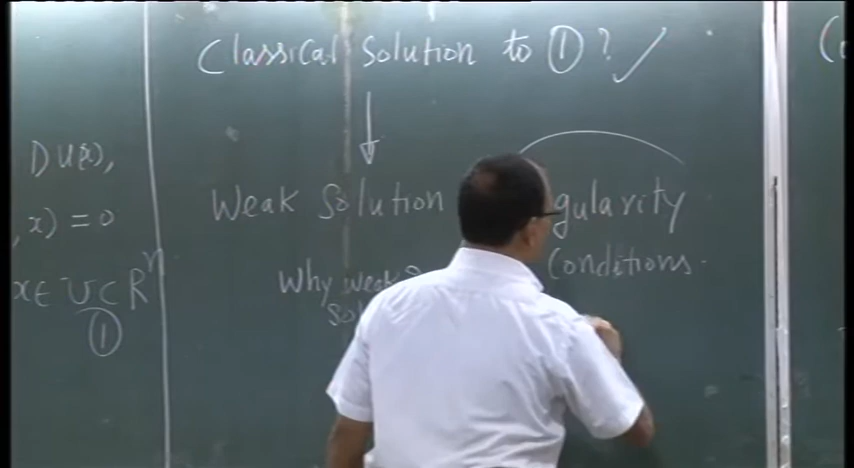 DU(x),
, x) = 0
x ∈ U ⊂ Rⁿ
①
Classical Solution to ① ? ✓
↓
Weak Solution
Why weak
gularity
Conditions.